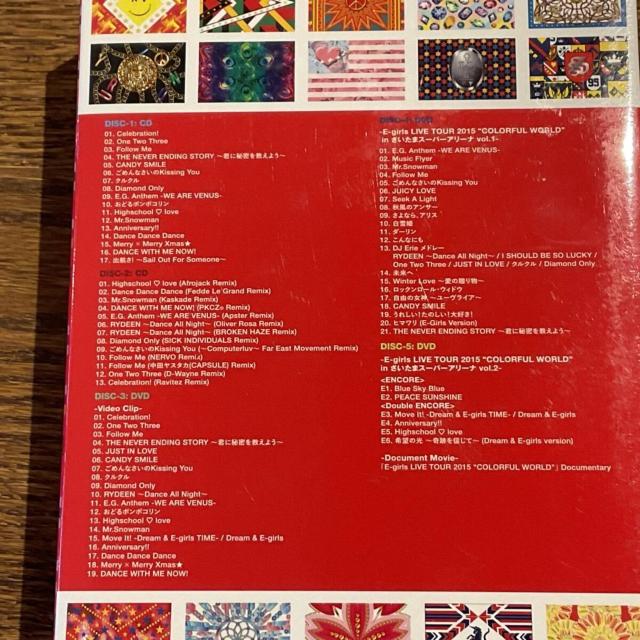 DISC-1: CD
01. Celebration!
02. One Two Three
03. Follow Me
04. THE NEVER ENDING STORY 〜君に秘密を教えよう〜
05. CANDY SMILE
06. ごめんなさいのKissing You
07. クルクル
08. Diamond Only
09. E.G. Anthem -WE ARE VENUS-
10. おどるポンポコリン
11. Highschool ♡ love
12. Mr.Snowman
13. Anniversary!!
14. Dance Dance Dance
15. Merry × Merry Xmas★
16. DANCE WITH ME NOW!
17. 出航さ! 〜Sail Out For Someone〜
DISC-2: CD
01. Highschool ♡ love (Afrojack Remix)
02. Dance Dance Dance (Fedde Le Grand Remix)
03. Mr.Snowman (Kaskade Remix)
04. DANCE WITH ME NOW! (PKCZ® Remix)
05. E.G. Anthem -WE ARE VENUS- (Apster Remix)
06. RYDEEN 〜Dance All Night〜 (Oliver Rosa Remix)
07. RYDEEN 〜Dance All Night〜 (BROKEN HAZE Remix)
08. Diamond Only (SICK INDIVIDUALS Remix)
09. ごめんなさいのKissing You (〜Computerluv〜 Far East Movement Remix)
10. Follow Me (NERVO Remix)
11. Follow Me (中田ヤスタカ(CAPSULE) Remix)
12. One Two Three (D-Wayne Remix)
13. Celebration! (Ravitez Remix)
DISC-3: DVD
-Video Clip-
01. Celebration!
02. One Two Three
03. Follow Me
04. THE NEVER ENDING STORY 〜君に秘密を教えよう〜
05. JUST IN LOVE
06. CANDY SMILE
07. ごめんなさいのKissing You
08. クルクル
09. Diamond Only
10. RYDEEN 〜Dance All Night〜
11. E.G. Anthem -WE ARE VENUS-
12. おどるポンポコリン
13. Highschool ♡ love
14. Mr.Snowman
15. Move It! -Dream & E-girls TIME- / Dream & E-girls
16. Anniversary!!
17. Dance Dance Dance
18. Merry × Merry Xmas★
19. DANCE WITH ME NOW!
DISC-4: DVD
-E-girls LIVE TOUR 2015 "COLORFUL WORLD"
in さいたまスーパーアリーナ vol.1-
01. E.G. Anthem -WE ARE VENUS-
02. Music Flyer
03. Mr.Snowman
04. Follow Me
05. ごめんなさいのKissing You
06. JUICY LOVE
07. Seek A Light
08. 秋風のアンサー
09. さよなら、アリス
10. 白雪姫
11. ダーリン
12. こんなにも
13. DJ Erie メドレー
RYDEEN 〜Dance All Night〜 / I SHOULD BE SO LUCKY /
One Two Three / JUST IN LOVE / クルクル / Diamond Only
14. 未来へ
15. Winter Love 〜愛の贈り物〜
16. ロックンロール・ウィドウ
17. 自由の女神 〜ユーヴライア〜
18. CANDY SMILE
19. うれしい!たのしい!大好き!
20. ヒマワリ (E-Girls Version)
21. THE NEVER ENDING STORY 〜君に秘密を教えよう〜
DISC-5: DVD
-E-girls LIVE TOUR 2015 "COLORFUL WORLD"
in さいたまスーパーアリーナ vol.2-
<ENCORE>
E1. Blue Sky Blue
E2. PEACE SUNSHINE
<Double ENCORE>
E3. Move It! -Dream & E-girls TIME- / Dream & E-girls
E4. Anniversary!!
E5. Highschool ♡ love
E6. 希望の光 〜奇跡を信じて〜 (Dream & E-girls version)
-Document Movie-
「E-girls LIVE TOUR 2015 "COLORFUL WORLD"」Documentary